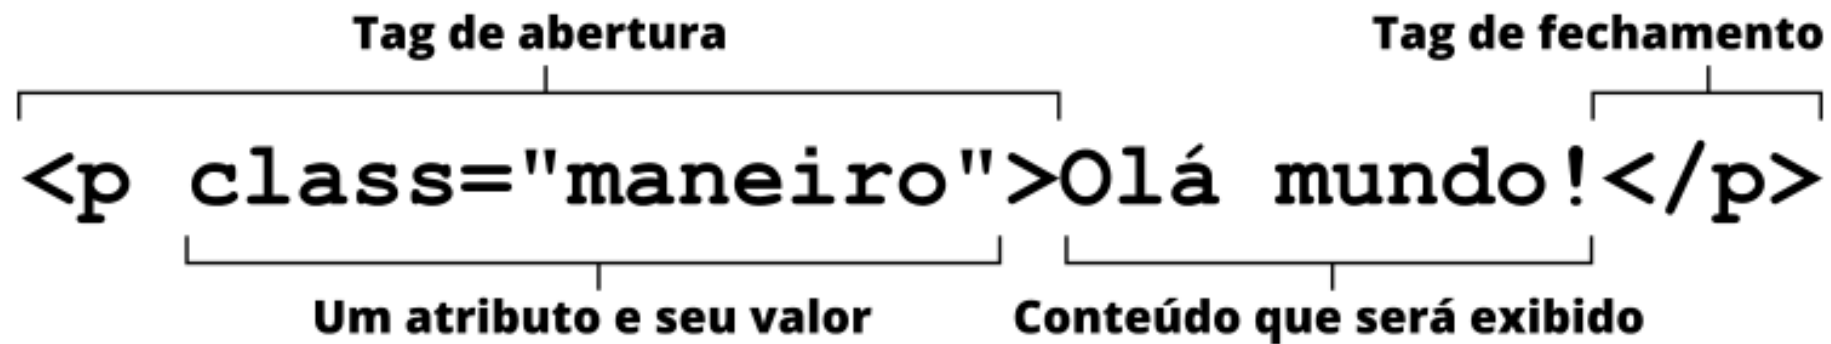 Tag de abertura Tag de fechamento
<p class="maneiro">Olá mundo!</p>
Um atributo e seu valor Conteúdo que será exibido